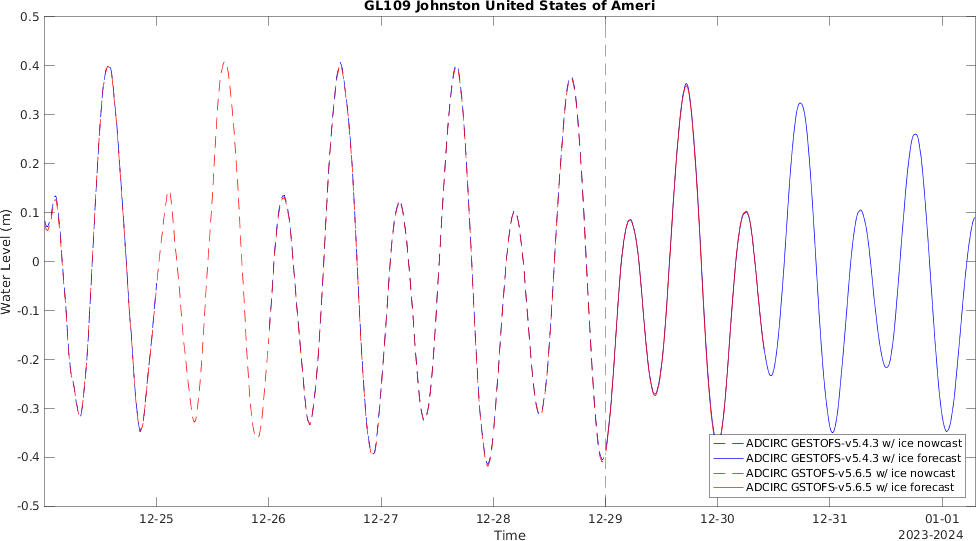 GL109 Johnston United States of Ameri
0.5
0.4
0.3
0.2
0.1
0
-0.1
-0.2
-0.3
-0.4
-0.5
Water Level (m)
12-25 12-26 12-27 12-28 12-29 12-30 12-31 01-01
Time
2023-2024
ADCIRC GESTOFS-v5.4.3 w/ ice nowcast
ADCIRC GESTOFS-v5.4.3 w/ ice forecast
ADCIRC GSTOFS-v5.6.5 w/ ice nowcast
ADCIRC GSTOFS-v5.6.5 w/ ice forecast